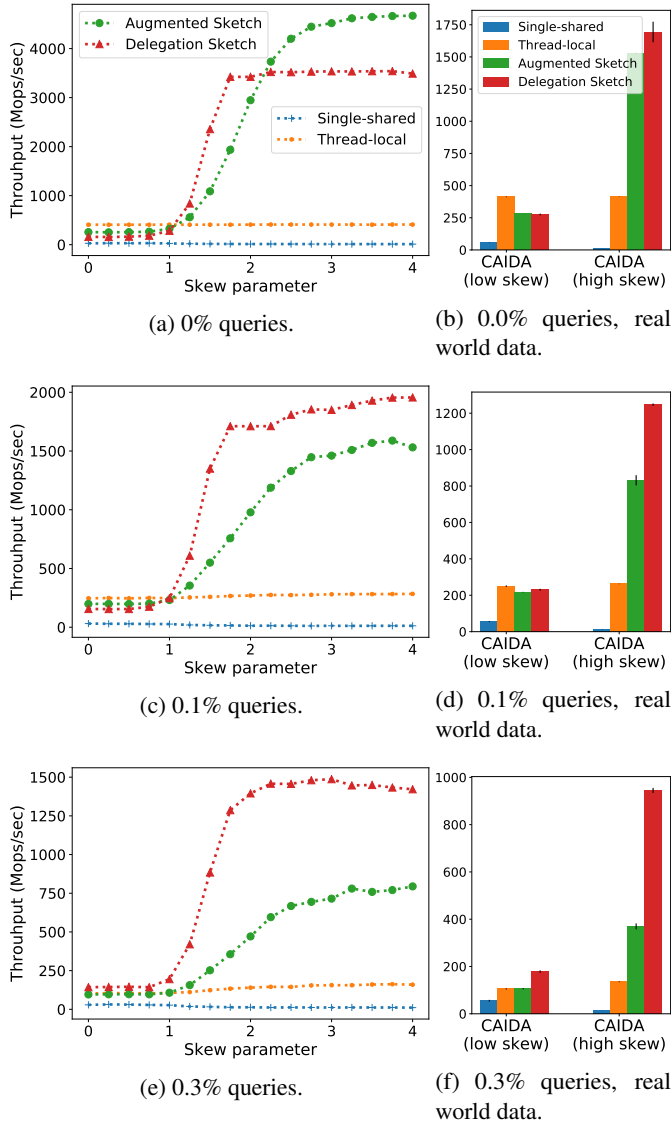 Throuhput (Mops/sec)
4000
3000
2000
1000
0
Augmented Sketch
Delegation Sketch
Single-shared
Thread-local
0 1 2 3 4
Skew parameter
(a) 0% queries.
1750
1500
1250
1000
750
500
250
0
Single-shared
Thread-local
Augmented Sketch
Delegation Sketch
CAIDA CAIDA
(low skew) (high skew)
(b) 0.0% queries, real
world data.
Throuhput (Mops/sec)
2000
1500
1000
500
0
0 1 2 3 4
Skew parameter
(c) 0.1% queries.
1200
1000
800
600
400
200
0
CAIDA CAIDA
(low skew) (high skew)
(d) 0.1% queries, real
world data.
Throuhput (Mops/sec)
1500
1250
750
500
250
0
0 1 2 3 4
Skew parameter
(e) 0.3% queries.
1000
800
600
400
200
0
CAIDA CAIDA
(low skew) (high skew)
(f) 0.3% queries, real
world data.